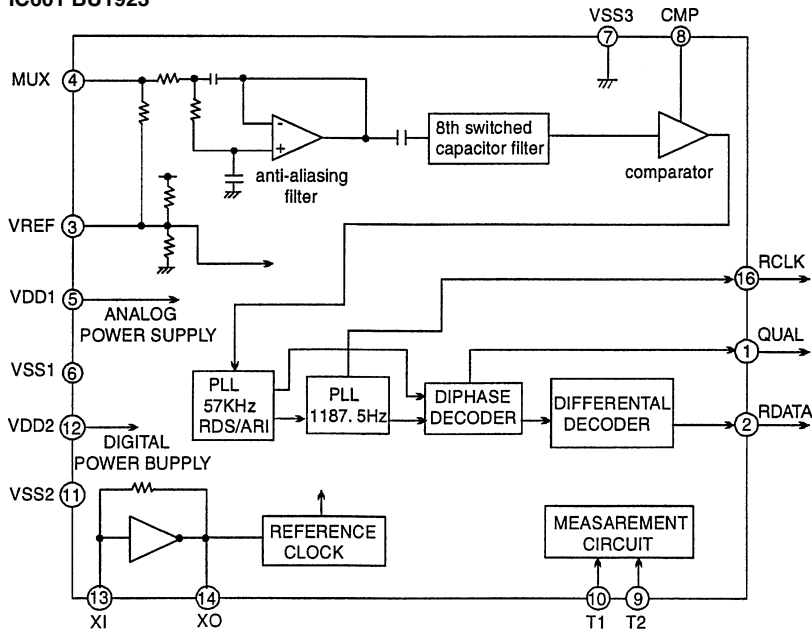 IC601 BU1923
VSS3
CMP
7
8
MUX
4
8th switched
capacitor filter
anti-aliasing
filter
comparator
VREF
3
RCLK
16
VDD1
5
ANALOG
POWER SUPPLY
QUAL
1
VSS1
6
PLL
57KHz
RDS/ARI
PLL
1187. 5Hz
DIPHASE
DECODER
DIFFERENTAL
DECODER
RDATA
2
VDD2
12
DIGITAL
POWER BUPPLY
VSS2
11
REFERENCE
CLOCK
MEASAREMENT
CIRCUIT
13
14
10
9
XI
XO
T1
T2
-
+